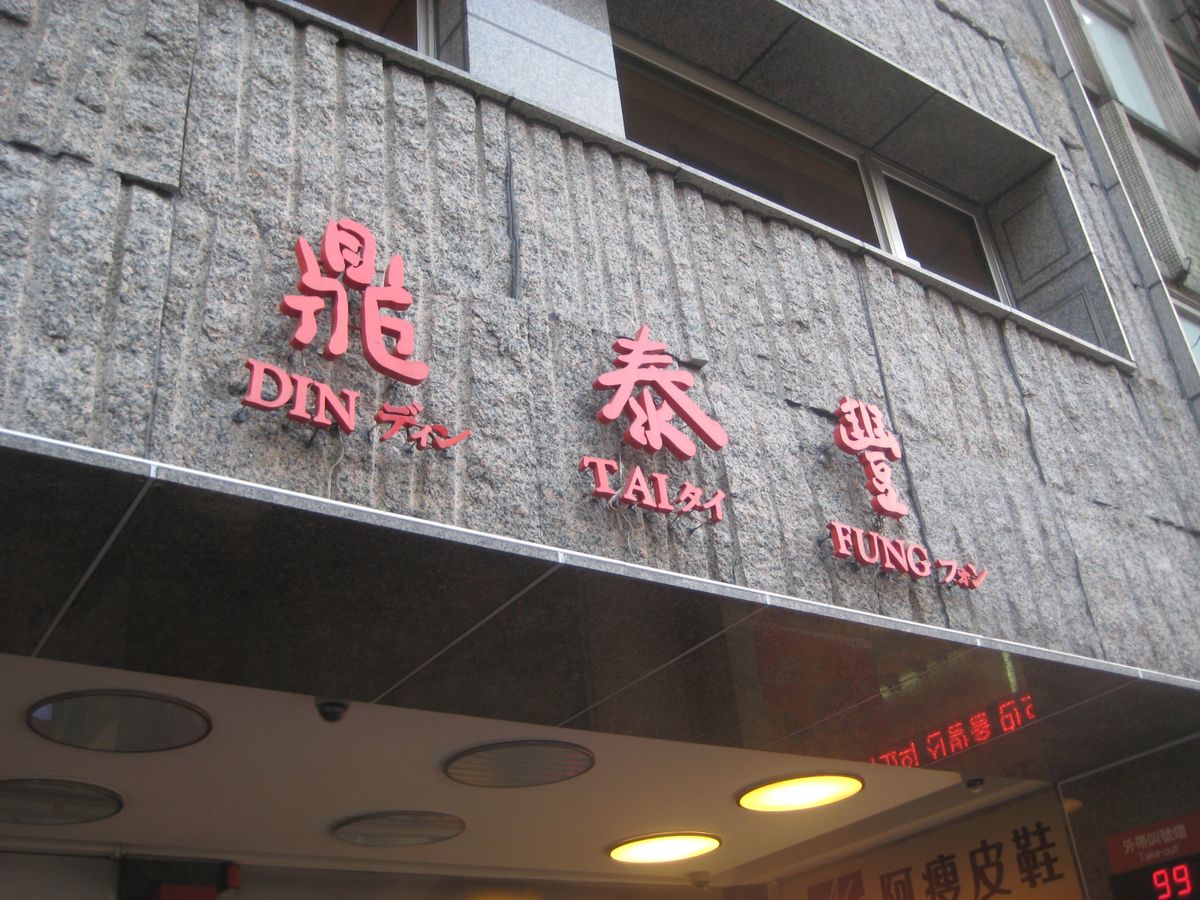 鼎 泰 豐
DIN ディン TAI タイ FUNG フォン
阿瘦皮鞋
外帶叫號燈
Take-out
99